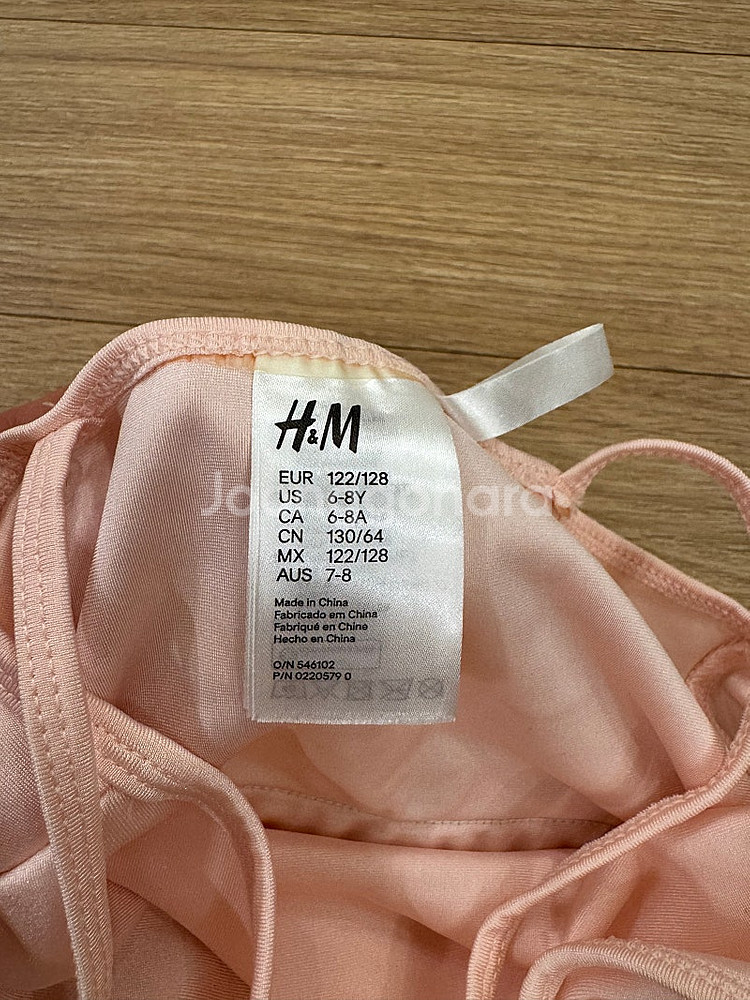 H&M
EUR 122/128
US 6-8Y
CA 6-8A
CN 130/64
MX 122/128
AUS 7-8
Made in China
Fabricado em China
Fabriqué en Chine
Hecho en China
O/N 546102
P/N 0220579 0